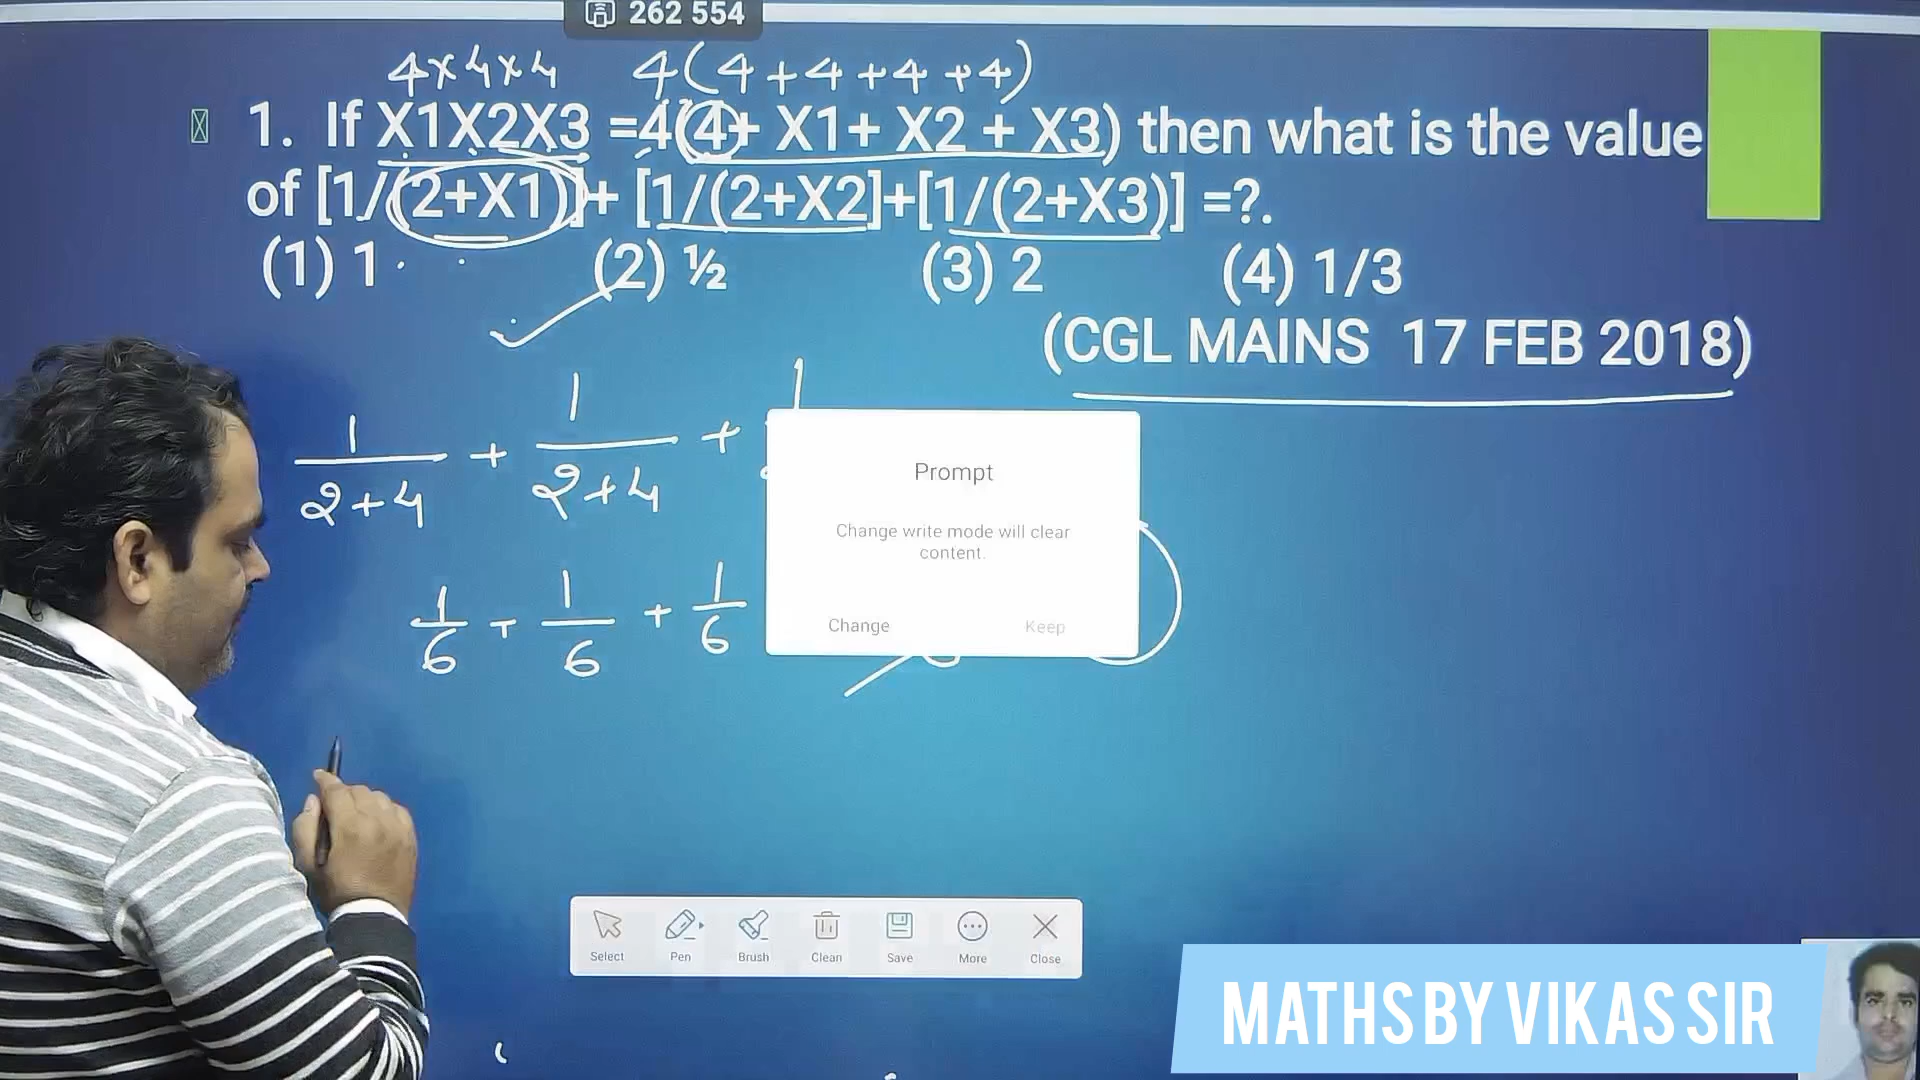 262 554
4×4×4 4(4+4+4+4)
1. If X1X2X3 =4(4+ X1+ X2 + X3) then what is the value
of [1/(2+X1)]+ [1/(2+X2]+[1/(2+X3)] =?.
(1) 1 (2) ½ (3) 2 (4) 1/3
(CGL MAINS 17 FEB 2018)
1/2+4 + 1/2+4 + 1
1/6 + 1/6 + 1/6
Prompt
Change write mode will clear
content.
Change Keep
Select Pen Brush Clean Save More Close
MATHS BY VIKAS SIR